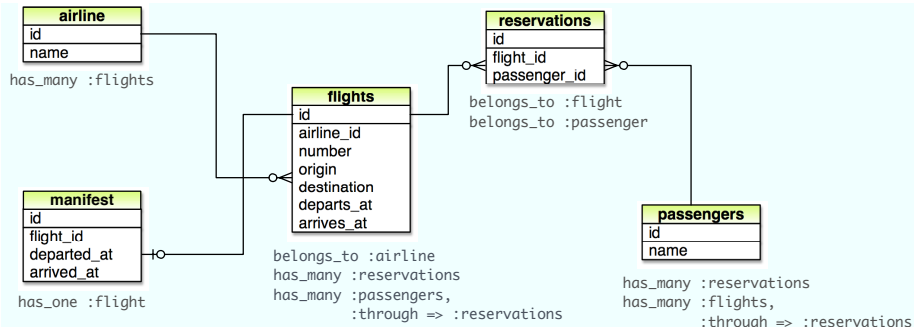 airline
id
name
has_many :flights
manifest
id
flight_id
departed_at
arrived_at
has_one :flight
flights
id
airline_id
number
origin
destination
departs_at
arrives_at
belongs_to :airline
has_many :reservations
has_many :passengers,
:through => :reservations
reservations
id
flight_id
passenger_id
belongs_to :flight
belongs_to :passenger
passengers
id
name
has_many :reservations
has_many :flights,
:through => :reservations